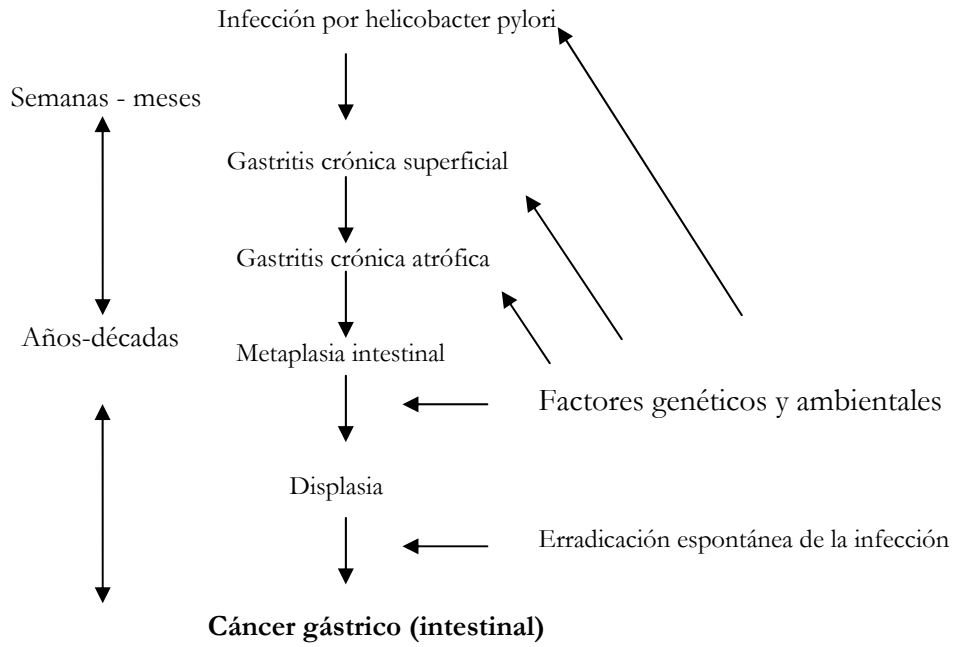 Infección por helicobacter pylori
Semanas - meses
Gastritis crónica superficial
Gastritis crónica atrófica
Años-décadas
Metaplasia intestinal
Factores genéticos y ambientales
Displasia
Erradicación espontánea de la infección
Cáncer gástrico (intestinal)